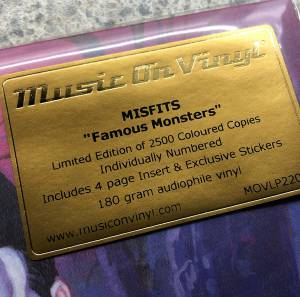 Music On Vinyl
MISFITS
"Famous Monsters"
Limited Edition of 2500 Coloured Copies
Individually Numbered
Includes 4 page Insert & Exclusive Stickers
180 gram audiophile vinyl
www.musiconvinyl.com